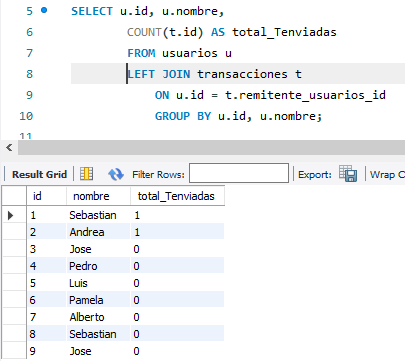 5 SELECT u.id, u.nombre,
6 COUNT(t.id) AS total_Tenviadas
7 FROM usuarios u
8 LEFT JOIN transacciones t
9 ON u.id = t.remitente_usuarios_id
10 GROUP BY u.id, u.nombre;
11
Result Grid Filter Rows: Export: Wrap C
id nombre total_Tenviadas
1 Sebastian 1
2 Andrea 1
3 Jose 0
4 Pedro 0
5 Luis 0
6 Pamela 0
7 Alberto 0
8 Sebastian 0
9 Jose 0